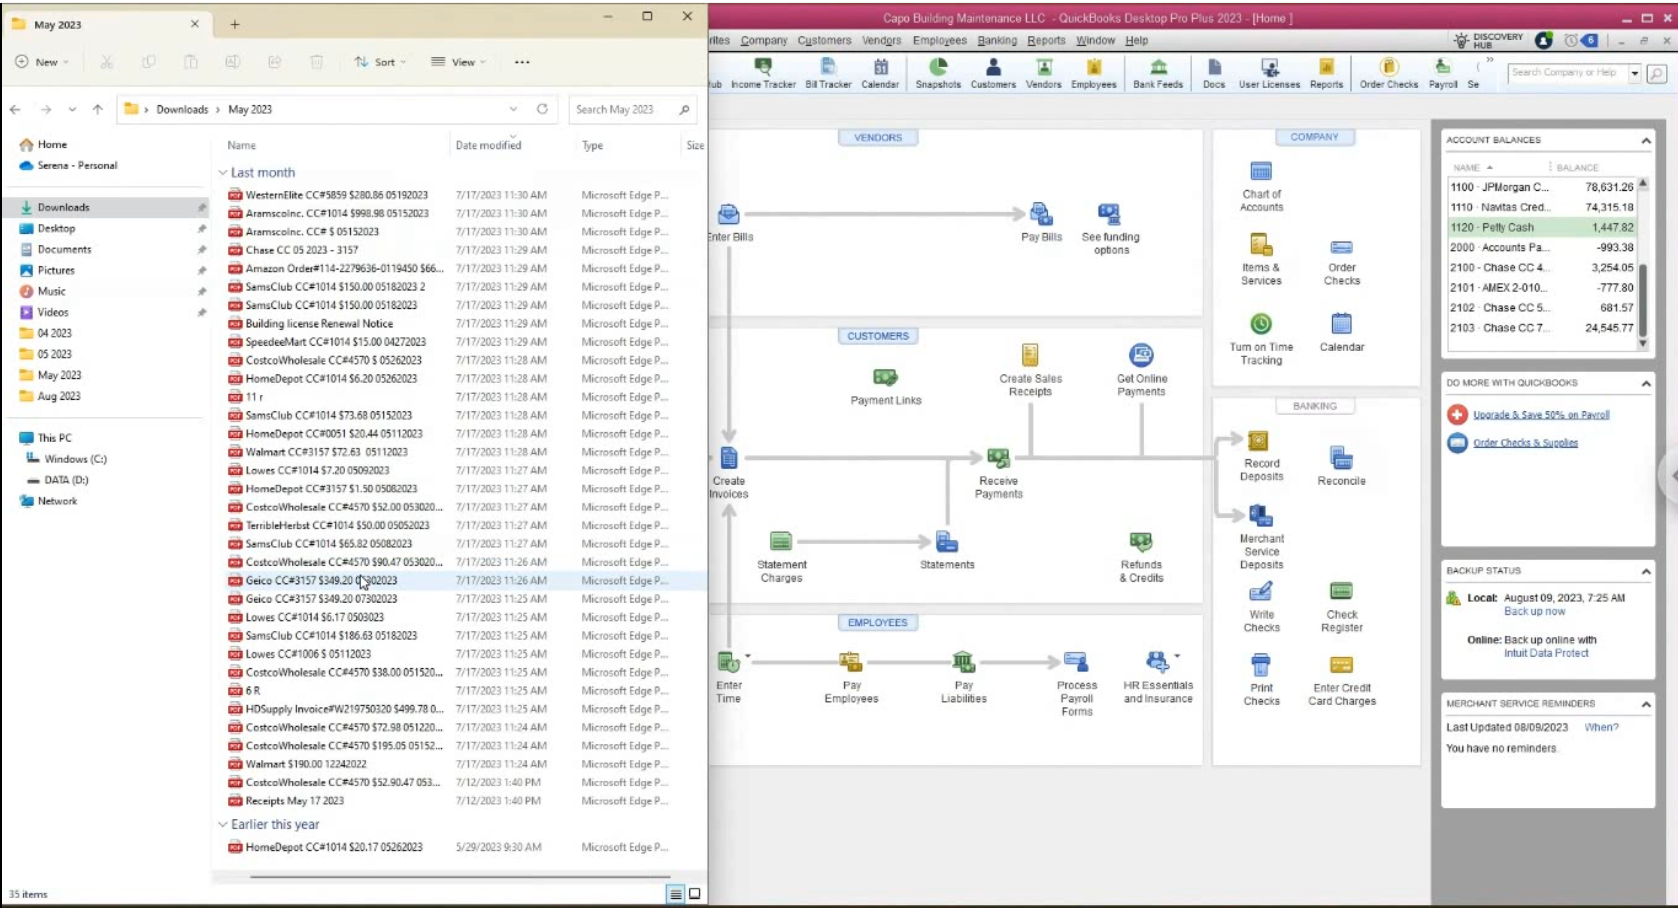 May 2023
New
Sort
View
Downloads
May 2023
Search May 2023
Home
Serena - Personal
Downloads
Desktop
Documents
Pictures
Music
Videos
04 2023
05 2023
May 2023
Aug 2023
This PC
Windows (C:)
DATA (D:)
Network
Name Date modified Type Size
Last month
WesternElite CC#5859 $280.86 05192023 7/17/2023 11:30 AM Microsoft Edge P...
AramscoInc. CC#1014 $998.98 05152023 7/17/2023 11:30 AM Microsoft Edge P...
AramscoInc. CC# $ 05152023 7/17/2023 11:30 AM Microsoft Edge P...
Chase CC 05 2023 - 3157 7/17/2023 11:29 AM Microsoft Edge P...
Amazon Order#114-2279636-0119450 $66... 7/17/2023 11:29 AM Microsoft Edge P...
SamsClub CC#1014 $150.00 05182023 2 7/17/2023 11:29 AM Microsoft Edge P...
SamsClub CC#1014 $150.00 05182023 7/17/2023 11:29 AM Microsoft Edge P...
Building license Renewal Notice 7/17/2023 11:29 AM Microsoft Edge P...
SpeedeeMart CC#1014 $15.00 04272023 7/17/2023 11:29 AM Microsoft Edge P...
CostcoWholesale CC#4570 $ 05262023 7/17/2023 11:28 AM Microsoft Edge P...
HomeDepot CC#1014 $6.20 05262023 7/17/2023 11:28 AM Microsoft Edge P...
11 r 7/17/2023 11:28 AM Microsoft Edge P...
SamsClub CC#1014 $73.68 05152023 7/17/2023 11:28 AM Microsoft Edge P...
HomeDepot CC#0051 $20.44 05112023 7/17/2023 11:28 AM Microsoft Edge P...
Walmart CC#3157 $72.63 05112023 7/17/2023 11:28 AM Microsoft Edge P...
Lowes CC#1014 $7.20 05092023 7/17/2023 11:27 AM Microsoft Edge P...
HomeDepot CC#3157 $1.50 05082023 7/17/2023 11:27 AM Microsoft Edge P...
CostcoWholesale CC#4570 $52.00 053020... 7/17/2023 11:27 AM Microsoft Edge P...
TerribleHerbst CC#1014 $50.00 05052023 7/17/2023 11:27 AM Microsoft Edge P...
SamsClub CC#1014 $65.82 05082023 7/17/2023 11:27 AM Microsoft Edge P...
CostcoWholesale CC#4570 $90.47 053020... 7/17/2023 11:26 AM Microsoft Edge P...
Geico CC#3157 $349.20 7/17/2023 11:26 AM Microsoft Edge P...
Geico CC#3157 $349.20 07302023 7/17/2023 11:25 AM Microsoft Edge P...
Lowes CC#1014 $6.17 0503023 7/17/2023 11:25 AM Microsoft Edge P...
SamsClub CC#1014 $186.63 05182023 7/17/2023 11:25 AM Microsoft Edge P...
Lowes CC#1006 $ 05112023 7/17/2023 11:25 AM Microsoft Edge P...
CostcoWholesale CC#4570 $38.00 051520... 7/17/2023 11:25 AM Microsoft Edge P...
6 R 7/17/2023 11:25 AM Microsoft Edge P...
HDSupply Invoice#W219750320 $499.78 0... 7/17/2023 11:25 AM Microsoft Edge P...
CostcoWholesale CC#4570 $72.98 051220... 7/17/2023 11:24 AM Microsoft Edge P...
CostcoWholesale CC#4570 $195.05 05152... 7/17/2023 11:24 AM Microsoft Edge P...
Walmart $190.00 12242022 7/17/2023 11:24 AM Microsoft Edge P...
CostcoWholesale CC#4570 $52.90.47 053... 7/12/2023 1:40 PM Microsoft Edge P...
Receipts May 17 2023 7/12/2023 1:40 PM Microsoft Edge P...
Earlier this year
HomeDepot CC#1014 $20.17 05262023 5/29/2023 9:30 AM Microsoft Edge P...
35 items
Capo Building Maintenance LLC - QuickBooks Desktop Pro Plus 2023 - [Home ]
rites Company Customers Vendors Employees Banking Reports Window Help
DISCOVERY
HUB
6
ub Income Tracker Bill Tracker Calendar Snapshots Customers Vendors Employees Bank Feeds Docs User Licenses Reports Order Checks Payroll Se
Search Company or Help
VENDORS
Enter Bills
Pay Bills
See funding
options
CUSTOMERS
Payment Links
Create Sales
Receipts
Get Online
Payments
Create
Invoices
Receive
Payments
Statement
Charges
Statements
Refunds
& Credits
EMPLOYEES
Enter
Time
Pay
Employees
Pay
Liabilities
Process
Payroll
Forms
HR Essentials
and Insurance
COMPANY
Chart of
Accounts
Items &
Services
Order
Checks
Turn on Time
Tracking
Calendar
BANKING
Record
Deposits
Reconcile
Merchant
Service
Deposits
Write
Checks
Check
Register
Print
Checks
Enter Credit
Card Charges
ACCOUNT BALANCES
NAME BALANCE
1100 · JPMorgan C... 78,631.26
1110 · Navitas Cred... 74,315.18
1120 · Petty Cash 1,447.82
2000 · Accounts Pa... -993.38
2100 · Chase CC 4... 3,254.05
2101 · AMEX 2-010... -777.80
2102 · Chase CC 5... 681.57
2103 · Chase CC 7... 24,545.77
DO MORE WITH QUICKBOOKS
Upgrade & Save 50% on Payroll
Order Checks & Supplies
BACKUP STATUS
Local: August 09, 2023, 7:25 AM
Back up now
Online: Back up online with
Intuit Data Protect
MERCHANT SERVICE REMINDERS
Last Updated 08/09/2023 When?
You have no reminders.